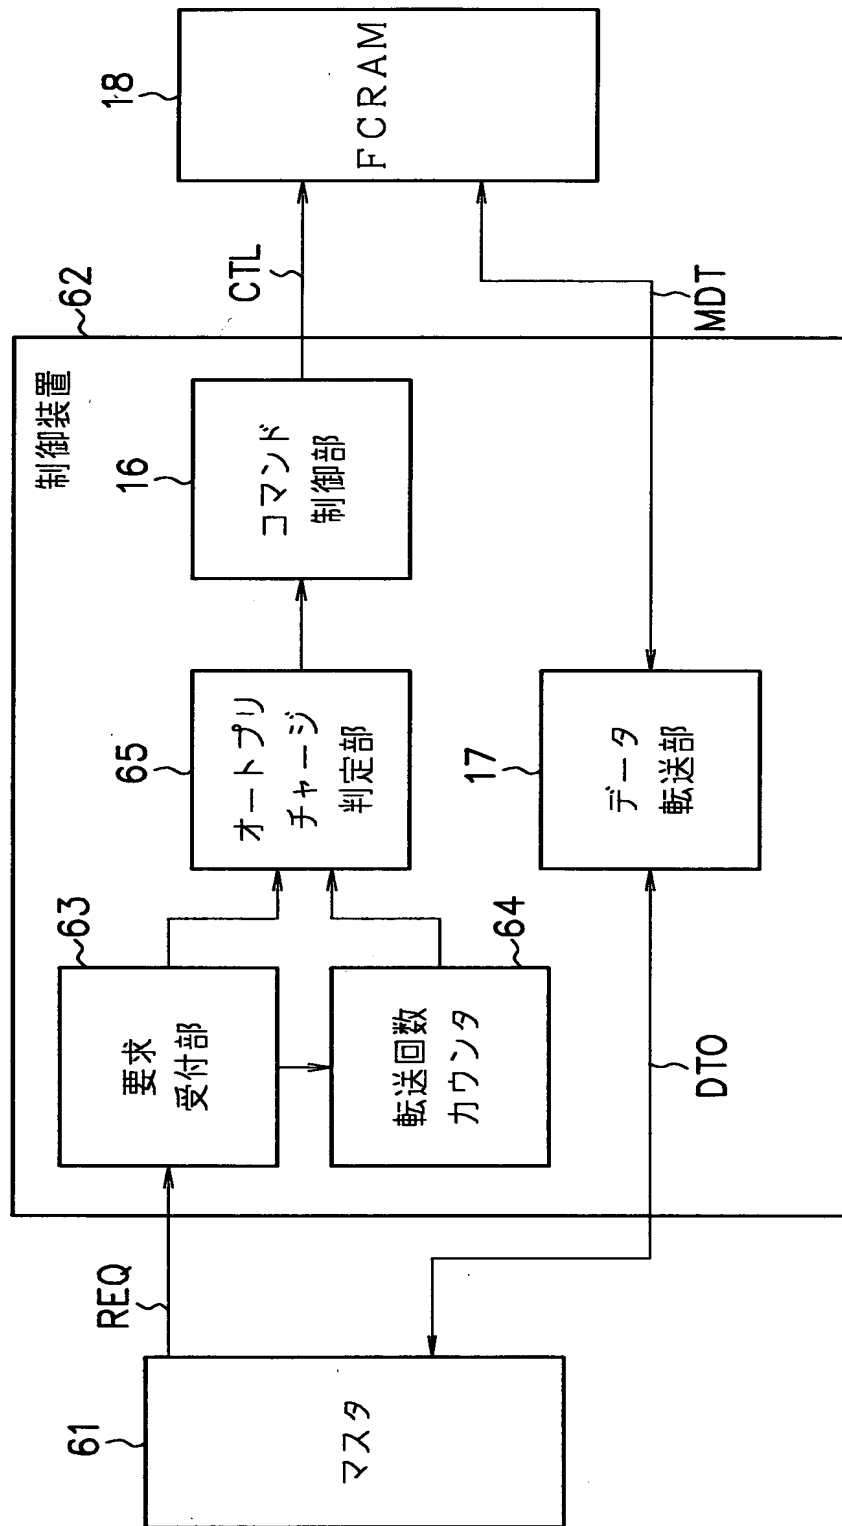 61
マスタ
REQ
62
制御装置
63
要求
受付部
64
転送回数
カウンタ
65
オートプリ
チャージ
判定部
16
コマンド
制御部
17
データ
転送部
DTO
CTL
MDT
18
FCRAM